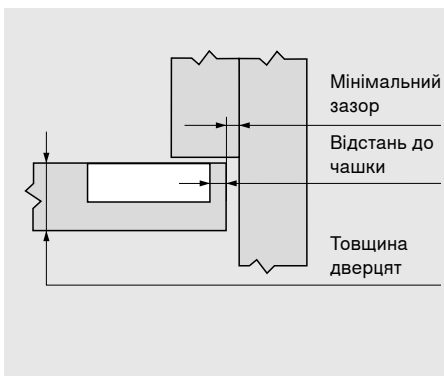 Мінімальний
зазор
Відстань до
чашки
Товщина
дверцят